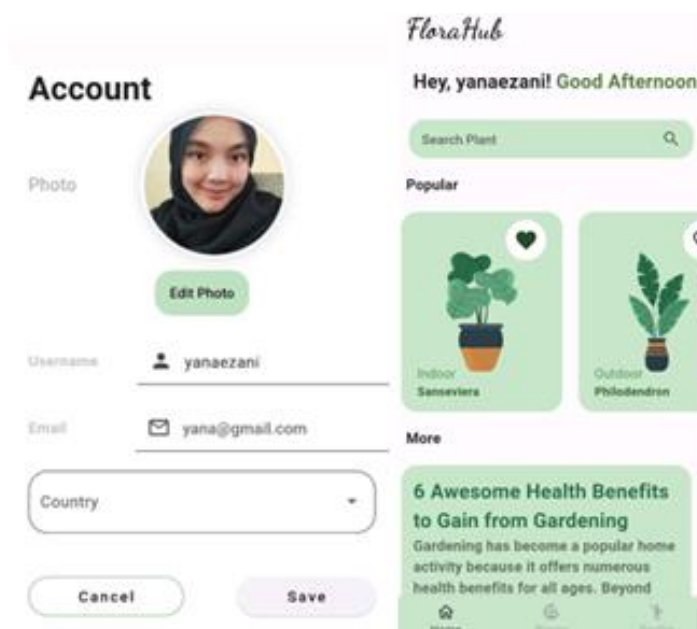 Account
Photo
Edit Photo
Username
yanaezani
Email
yana@gmail.com
Country
Cancel
Save
FloraHub
Hey, yanaezani! Good Afternoon
Search Plant
Popular
Indoor
Sanseviera
Outdoor
Philodendron
More
6 Awesome Health Benefits
to Gain from Gardening
Gardening has become a popular home
activity because it offers numerous
health benefits for all ages. Beyond
Home